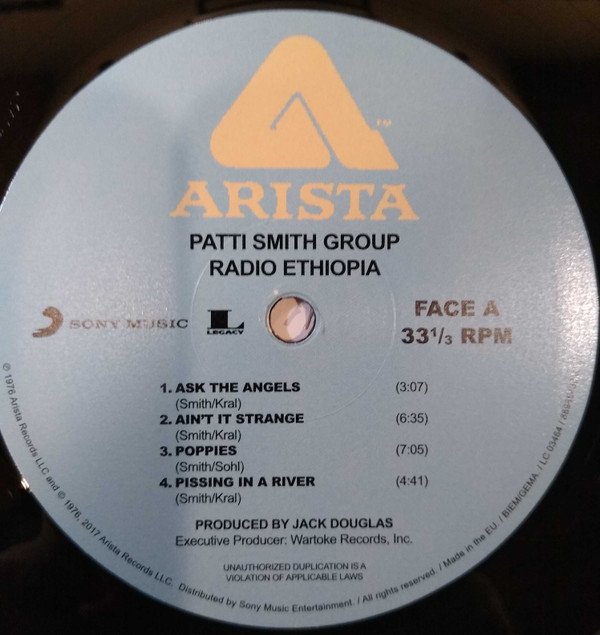 TM
ARISTA
PATTI SMITH GROUP
RADIO ETHIOPIA
SONY MUSIC
L
LEGACY
FACE A
33 1/3 RPM
1. ASK THE ANGELS (3:07)
(Smith/Kral)
2. AIN'T IT STRANGE (6:35)
(Smith/Kral)
3. POPPIES (7:05)
(Smith/Sohl)
4. PISSING IN A RIVER (4:41)
(Smith/Kral)
PRODUCED BY JACK DOUGLAS
Executive Producer: Wartoke Records, Inc.
UNAUTHORIZED DUPLICATION IS A
VIOLATION OF APPLICABLE LAWS
℗ 1976 Arista Records LLC and © 1976, 2017 Arista Records LLC. Distributed by Sony Music Entertainment. / All rights reserved. / Made in the EU. / BIEM/GEMA. / LC 03484 /